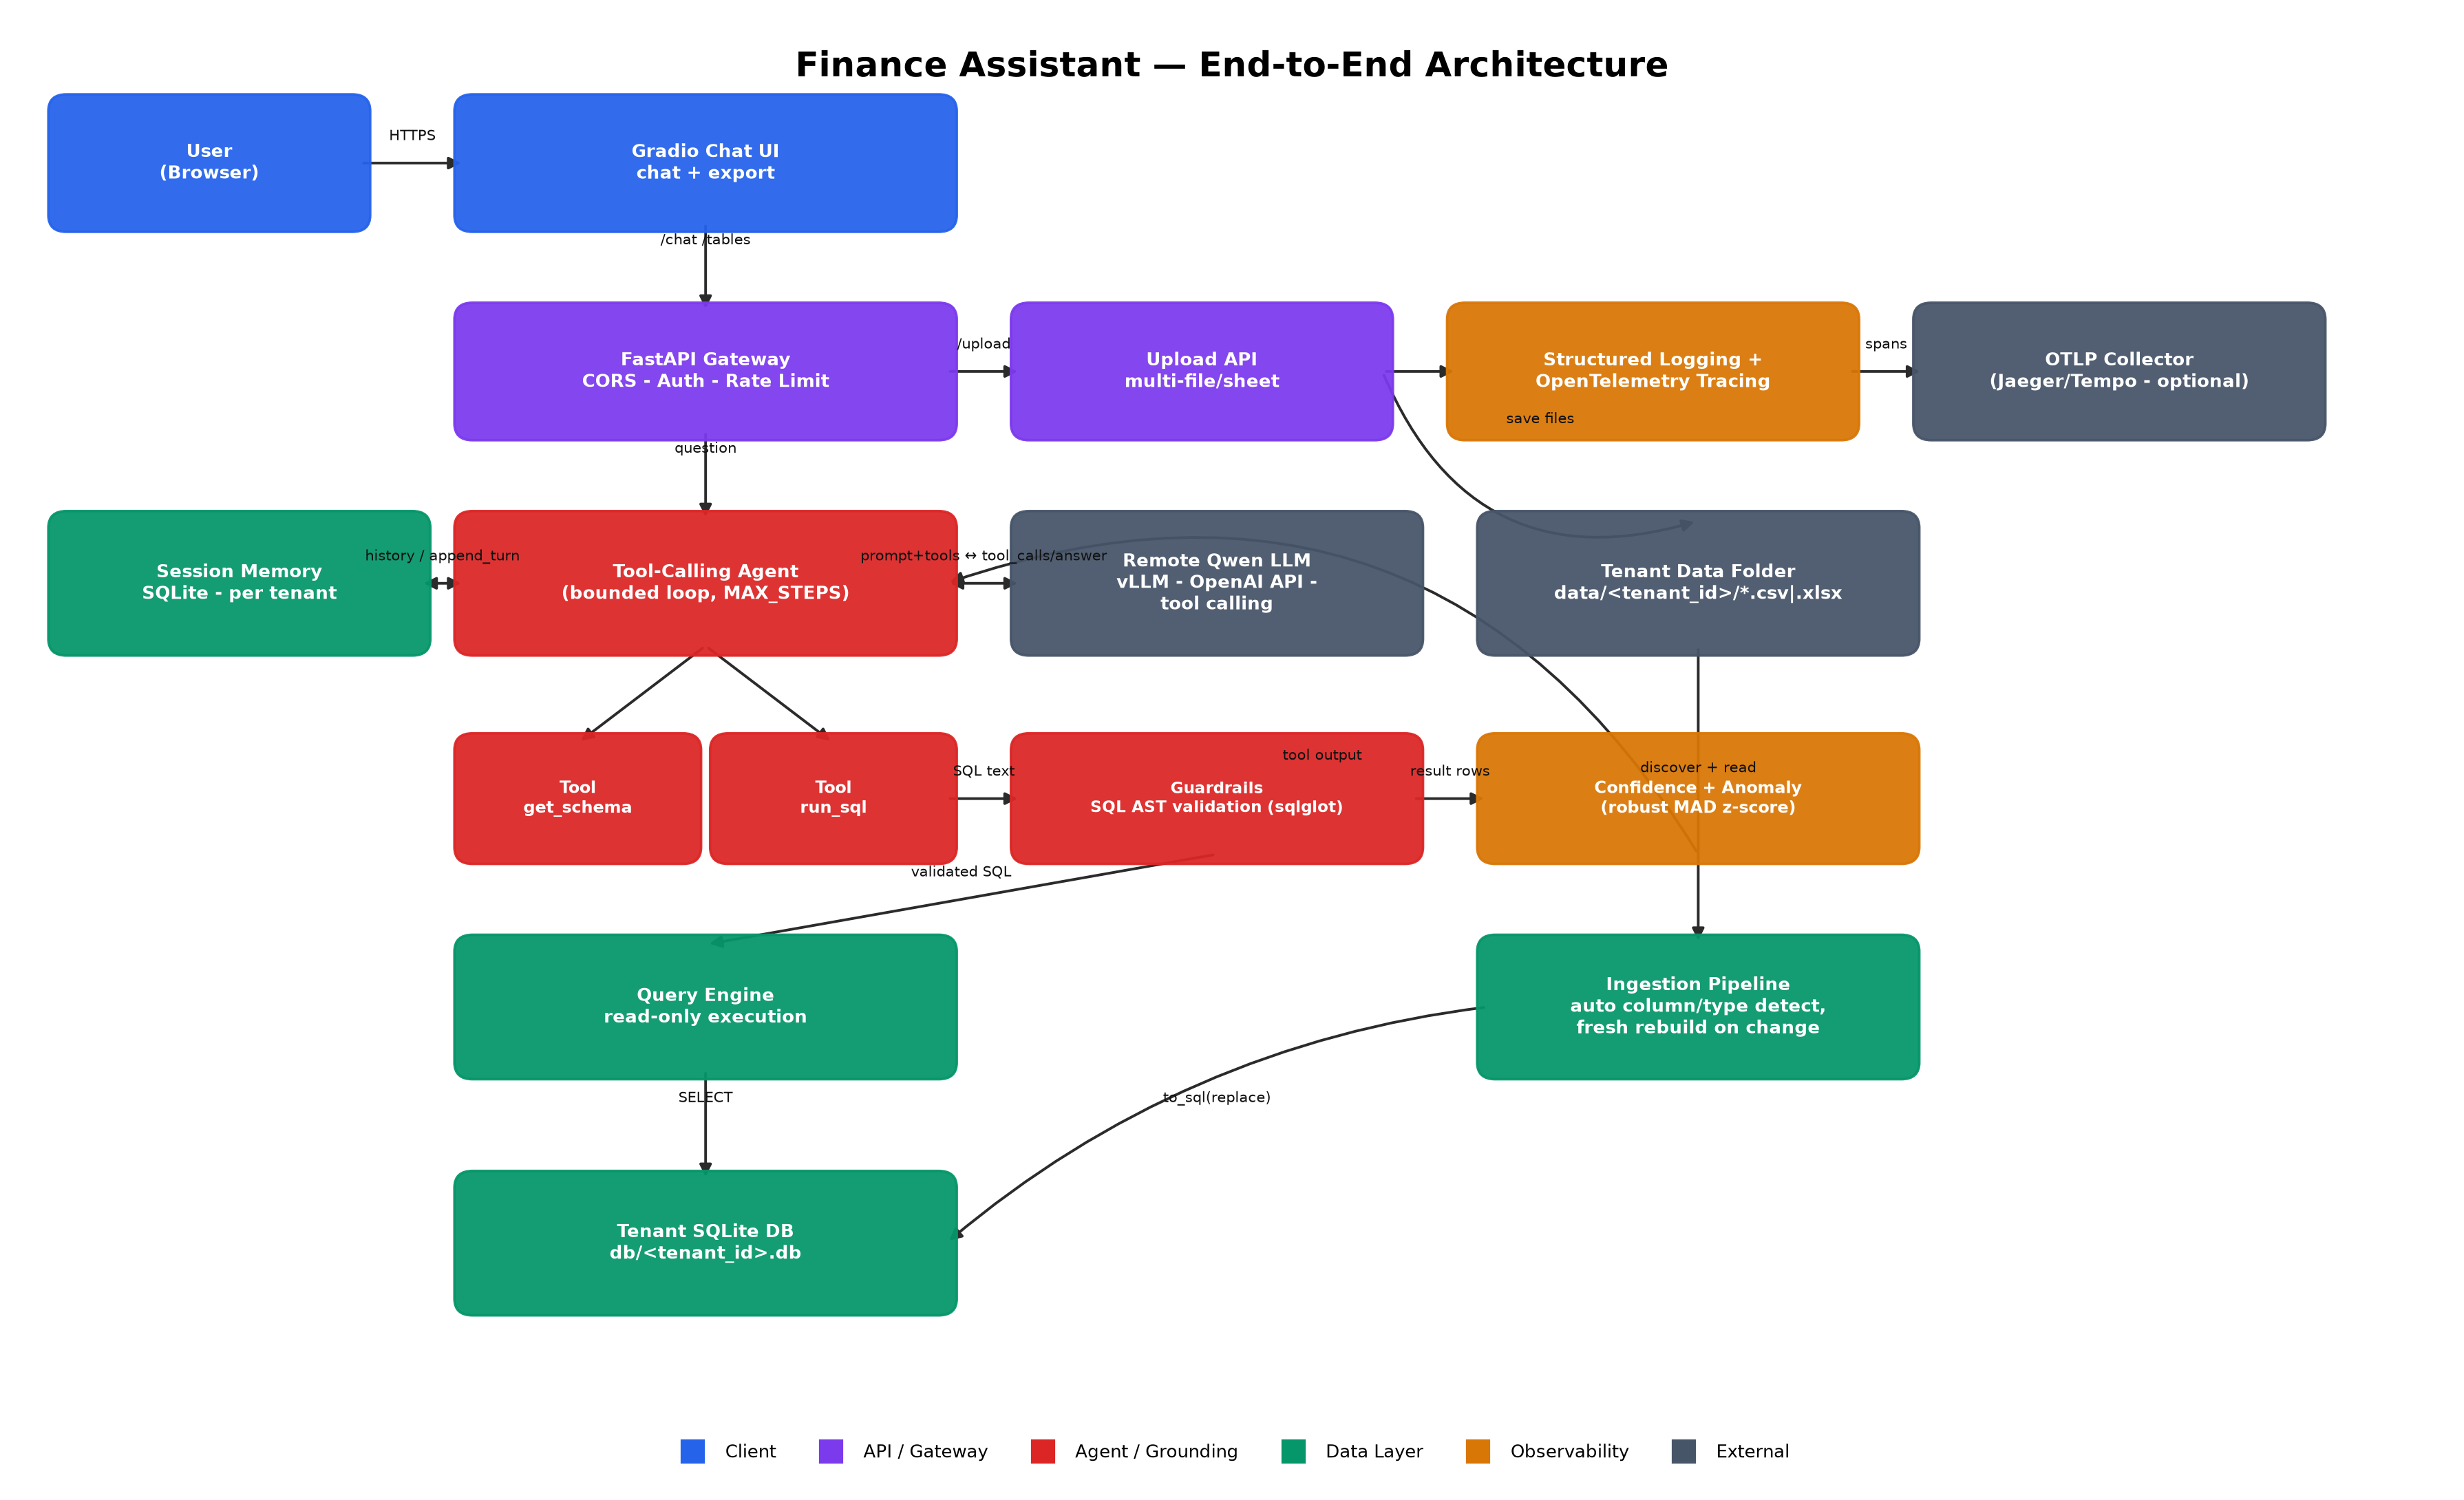 Finance Assistant — End-to-End Architecture
User
(Browser)
HTTPS
Gradio Chat UI
chat + export
/chat /tables
FastAPI Gateway
CORS - Auth - Rate Limit
/upload
Upload API
multi-file/sheet
Structured Logging +
OpenTelemetry Tracing
save files
spans
OTLP Collector
(Jaeger/Tempo - optional)
question
Session Memory
SQLite - per tenant
history / append_turn
Tool-Calling Agent
(bounded loop, MAX_STEPS)
prompt+tools ↔ tool_calls/answer
Remote Qwen LLM
vLLM - OpenAI API -
tool calling
Tenant Data Folder
data/<tenant_id>/*.csv|.xlsx
Tool
get_schema
Tool
run_sql
SQL text
tool output
Guardrails
SQL AST validation (sqlglot)
result rows
discover + read
Confidence + Anomaly
(robust MAD z-score)
validated SQL
Query Engine
read-only execution
Ingestion Pipeline
auto column/type detect,
fresh rebuild on change
SELECT
to_sql(replace)
Tenant SQLite DB
db/<tenant_id>.db
Client
API / Gateway
Agent / Grounding
Data Layer
Observability
External